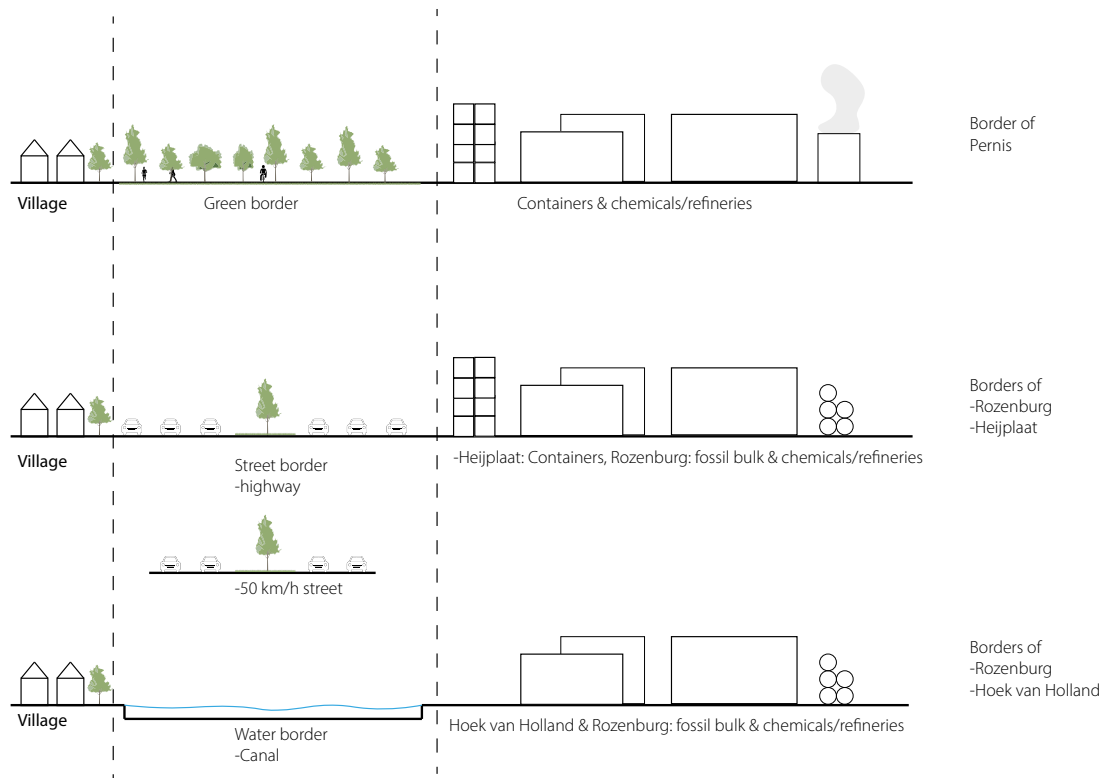 Border of
Pernis
Village
Green border
Containers & chemicals/refineries
Borders of
-Rozenburg
-Heijplaat
Village
Street border
-highway
-Heijplaat: Containers, Rozenburg: fossil bulk & chemicals/refineries
-50 km/h street
Borders of
-Rozenburg
-Hoek van Holland
Village
Water border
-Canal
Hoek van Holland & Rozenburg: fossil bulk & chemicals/refineries